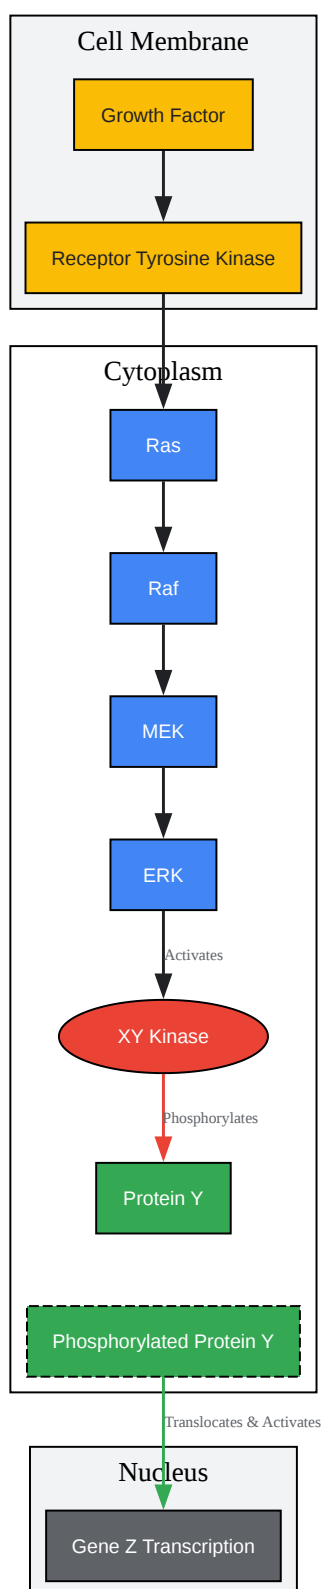 Cell Membrane
Growth Factor
Receptor Tyrosine Kinase
Cytoplasm
Ras
Raf
MEK
ERK
Activates
XY Kinase
Phosphorylates
Protein Y
Phosphorylated Protein Y
Translocates & Activates
Nucleus
Gene Z Transcription